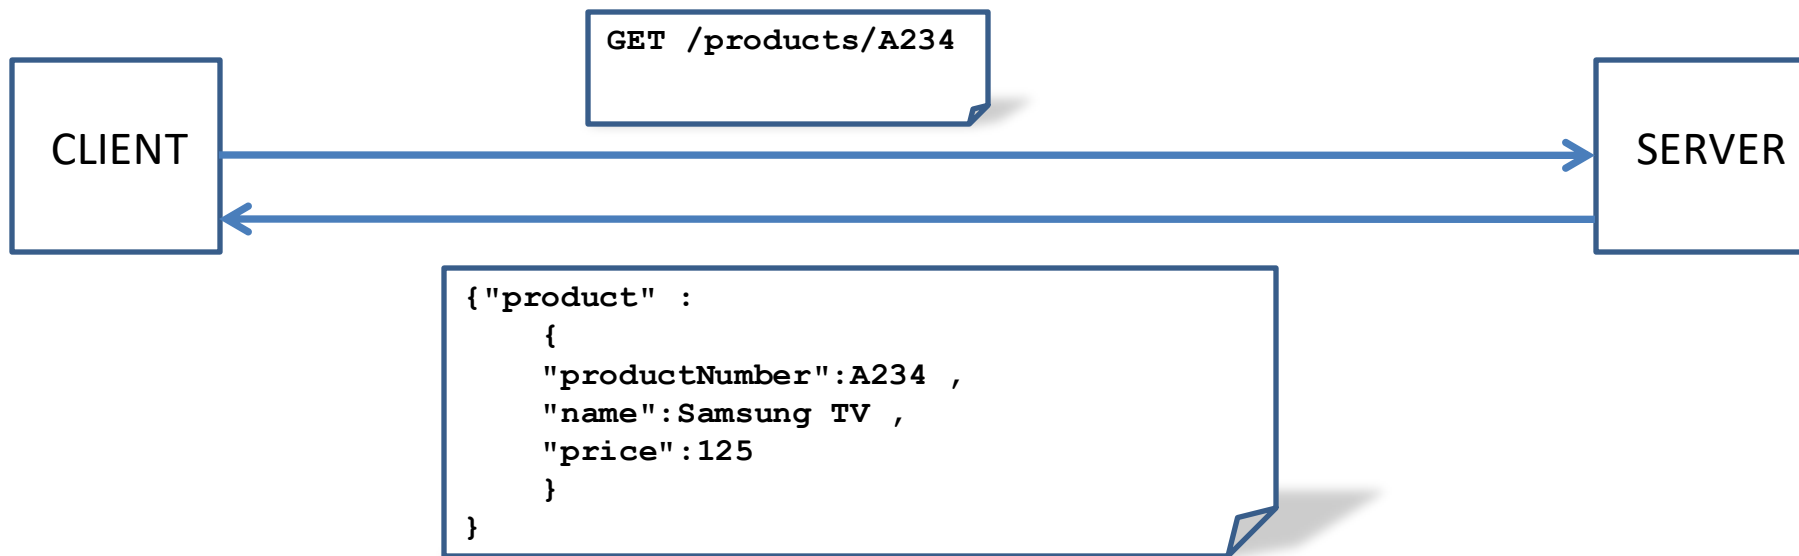 GET /products/A234
CLIENT
SERVER
{"product" :
{
"productNumber":A234 ,
"name":Samsung TV ,
"price":125
}
}